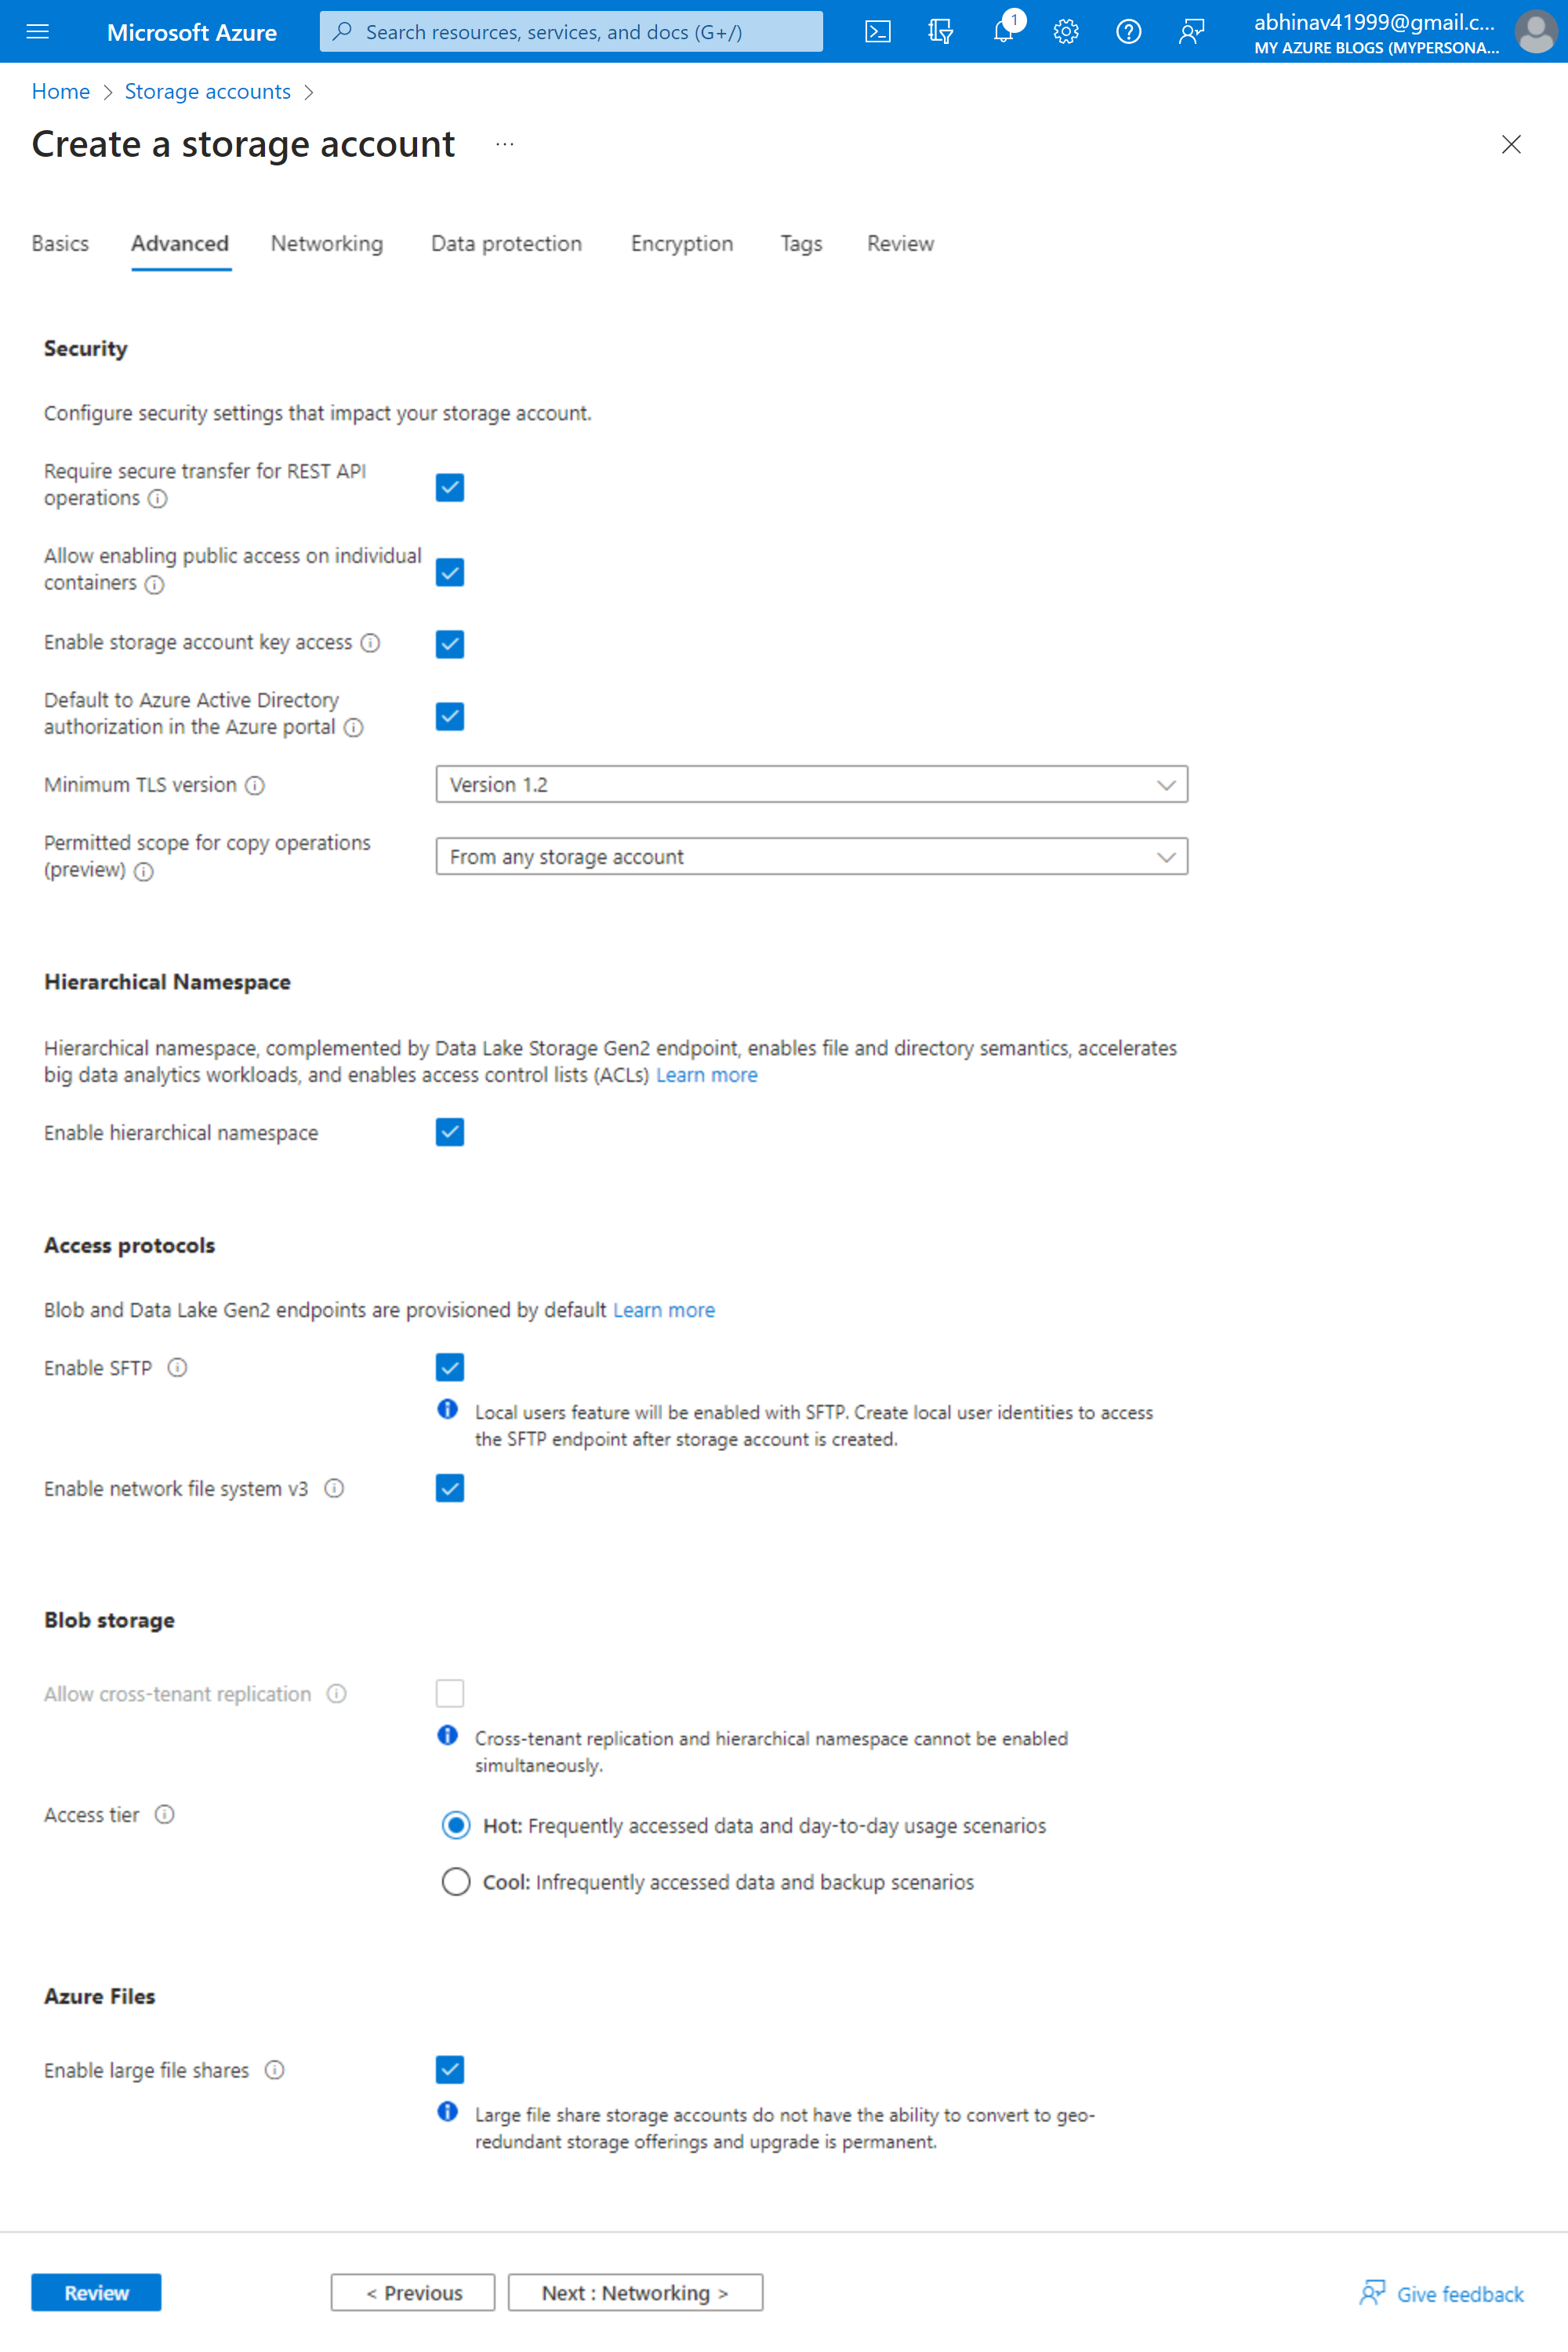 Microsoft Azure
Search resources, services, and docs (G+/)
1
abhinav41999@gmail.c...
MY AZURE BLOGS (MYPERSONA...
Home > Storage accounts >
Create a storage account ...
Basics Advanced Networking Data protection Encryption Tags Review
Security
Configure security settings that impact your storage account.
Require secure transfer for REST API
operations
Allow enabling public access on individual
containers
Enable storage account key access
Default to Azure Active Directory
authorization in the Azure portal
Minimum TLS version
Version 1.2
Permitted scope for copy operations
(preview)
From any storage account
Hierarchical Namespace
Hierarchical namespace, complemented by Data Lake Storage Gen2 endpoint, enables file and directory semantics, accelerates
big data analytics workloads, and enables access control lists (ACLs) Learn more
Enable hierarchical namespace
Access protocols
Blob and Data Lake Gen2 endpoints are provisioned by default Learn more
Enable SFTP
Local users feature will be enabled with SFTP. Create local user identities to access
the SFTP endpoint after storage account is created.
Enable network file system v3
Blob storage
Allow cross-tenant replication
Cross-tenant replication and hierarchical namespace cannot be enabled
simultaneously.
Access tier
Hot: Frequently accessed data and day-to-day usage scenarios
Cool: Infrequently accessed data and backup scenarios
Azure Files
Enable large file shares
Large file share storage accounts do not have the ability to convert to geo-
redundant storage offerings and upgrade is permanent.
Review
< Previous
Next : Networking >
Give feedback